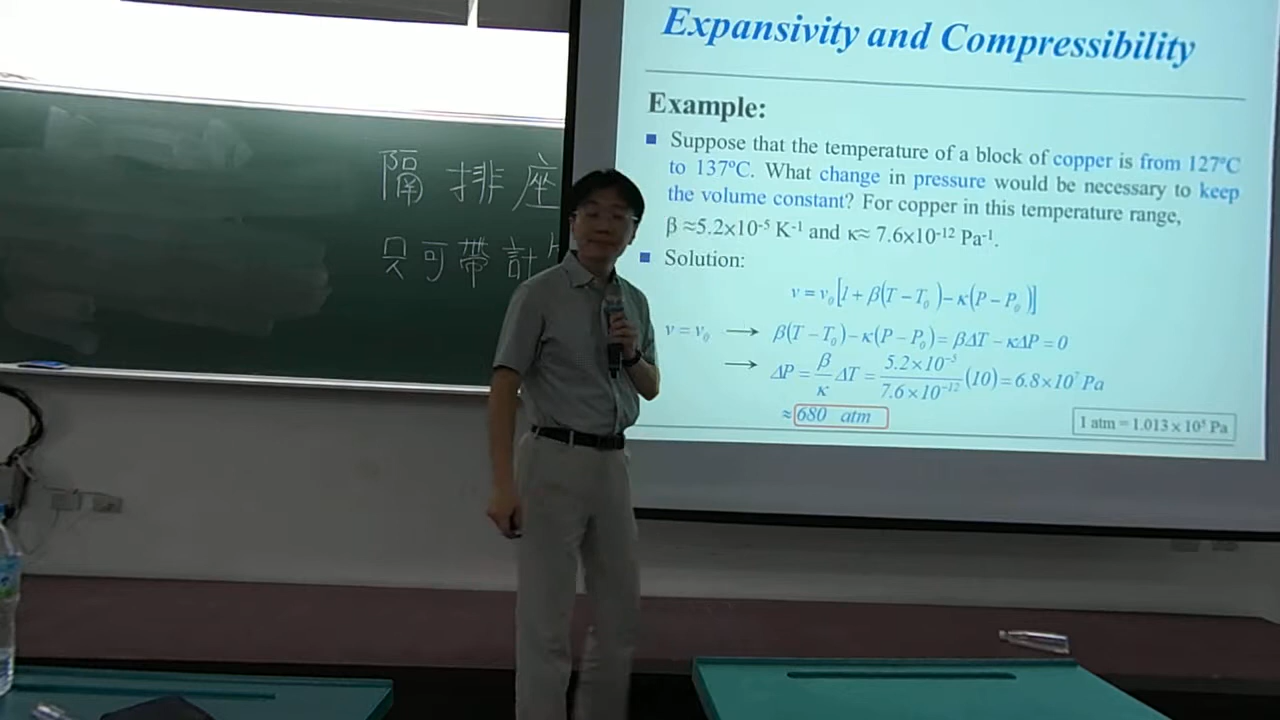 隔排座
只可帶計
Expansivity and Compressibility
Example:
Suppose that the temperature of a block of copper is from 127ºC
to 137ºC. What change in pressure would be necessary to keep
the volume constant? For copper in this temperature range,
β ≈5.2×10⁻⁵ K⁻¹ and κ≈ 7.6×10⁻¹² Pa⁻¹.
Solution:
v = v₀[1 + β(T − T₀) − κ(P − P₀)]
v = v₀ → β(T − T₀) − κ(P − P₀) = βΔT − κΔP = 0
→ ΔP = β/κ ΔT = 5.2×10⁻⁵/7.6×10⁻¹² (10) = 6.8×10⁷ Pa
≈ 680 atm
1 atm = 1.013 × 10⁵ Pa